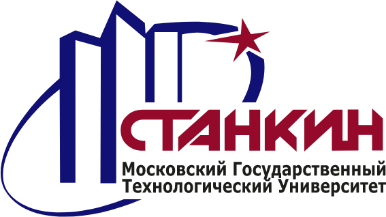 СТАНКИН
Московский Государственный
Технологический Университет